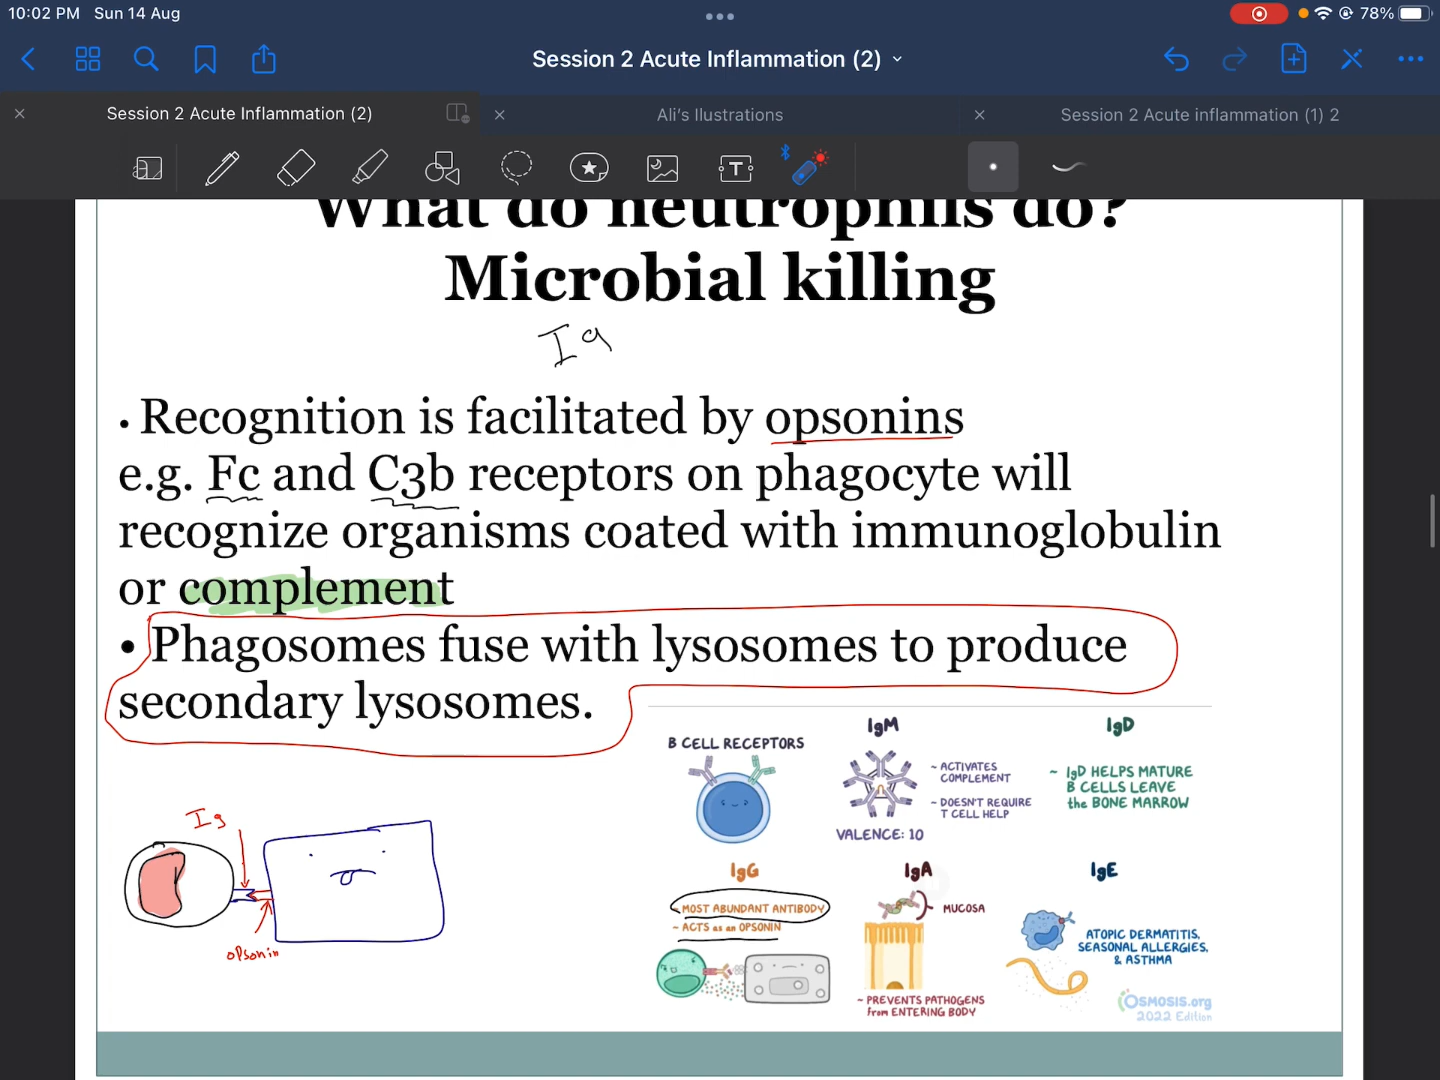 10:02 PM Sun 14 Aug
78%
Session 2 Acute Inflammation (2)
Session 2 Acute Inflammation (2)
Ali's Ilustrations
Session 2 Acute inflammation (1) 2
What do neutrophils do?
Microbial killing
Ig
• Recognition is facilitated by opsonins
e.g. Fc and C3b receptors on phagocyte will
recognize organisms coated with immunoglobulin
or complement
• Phagosomes fuse with lysosomes to produce
secondary lysosomes.
Ig
opsonin
B CELL RECEPTORS
IgM
~ ACTIVATES
COMPLEMENT
~ DOESN'T REQUIRE
T CELL HELP
VALENCE: 10
IgD
~ IgD HELPS MATURE
B CELLS LEAVE
the BONE MARROW
IgG
~ MOST ABUNDANT ANTIBODY
~ ACTS as an OPSONIN
IgA
MUCOSA
~ PREVENTS PATHOGENS
from ENTERING BODY
IgE
ATOPIC DERMATITIS,
SEASONAL ALLERGIES,
& ASTHMA
OSMOSIS.org
2022 Edition